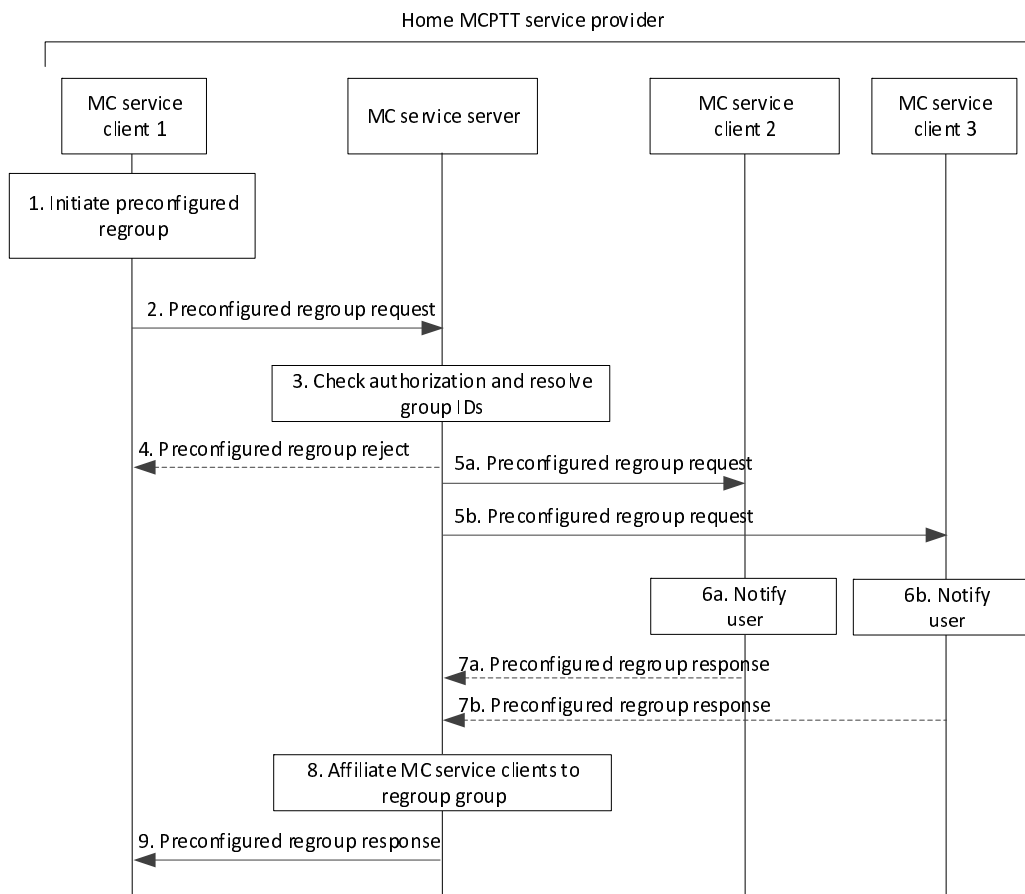 Home MCPTT service provider
MC service
client 1
MC service server
MC service
client 2
MC service
client 3
1. Initiate preconfigured
regroup
2. Preconfigured regroup request
3. Check authorization and resolve
group IDs
4. Preconfigured regroup reject
5a. Preconfigured regroup request
5b. Preconfigured regroup request
6a. Notify
user
6b. Notify
user
7a. Preconfigured regroup response
7b. Preconfigured regroup response
8. Affiliate MC service clients to
regroup group
9. Preconfigured regroup response